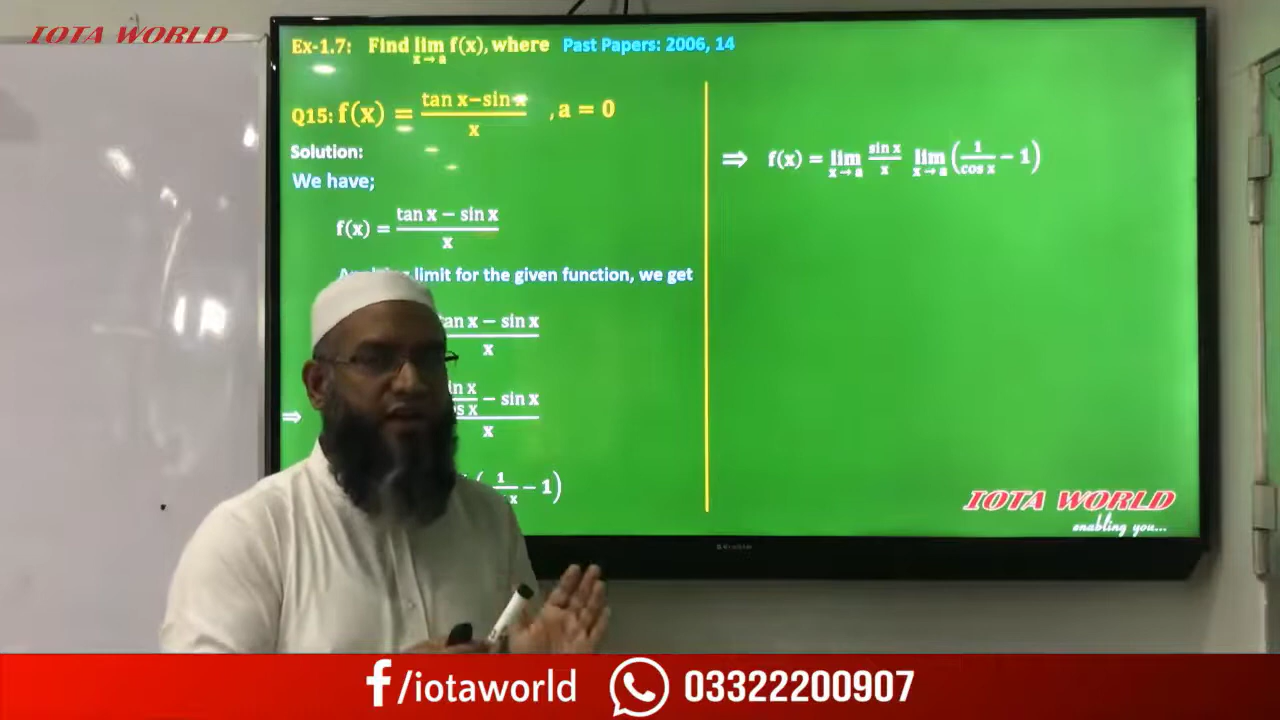 IOTA WORLD
Ex-1.7: Find lim x→a f(x), where Past Papers: 2006, 14
Q15: f(x) = (tan x−sin x)/x , a = 0
Solution:
We have;
f(x) = (tan x − sin x)/x
limit for the given function, we get
tan x − sin x
x
− sin x
x
⇒
1
− 1)
⇒ f(x) = lim x→a sin x/x lim x→a (1/cos x − 1)
IOTA WORLD
enabling you...
f/iotaworld 03322200907